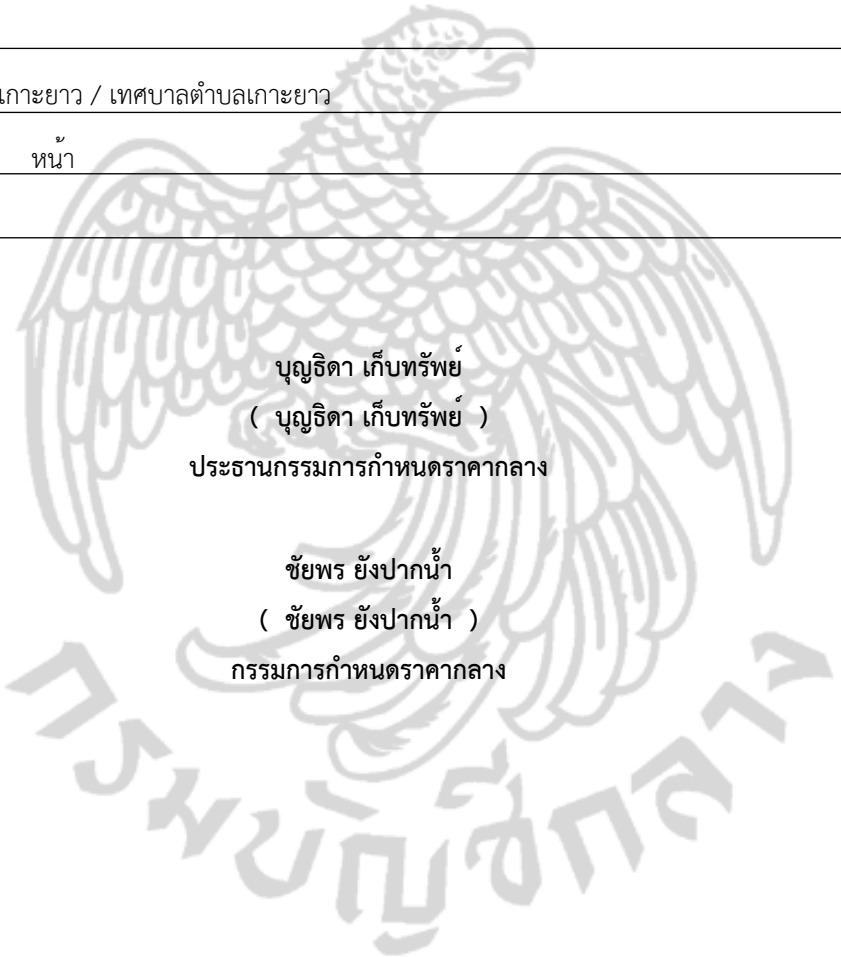 เกาะยาว / เทศบาลตำบลเกาะยาว
หน้า
บุญธิดา เก็บทรัพย์
( บุญธิดา เก็บทรัพย์ )
ประธานกรรมการกำหนดราคากลาง
ชัยพร ยังปากน้ำ
( ชัยพร ยังปากน้ำ )
กรรมการกำหนดราคากลาง
กรมบัญชีกลาง